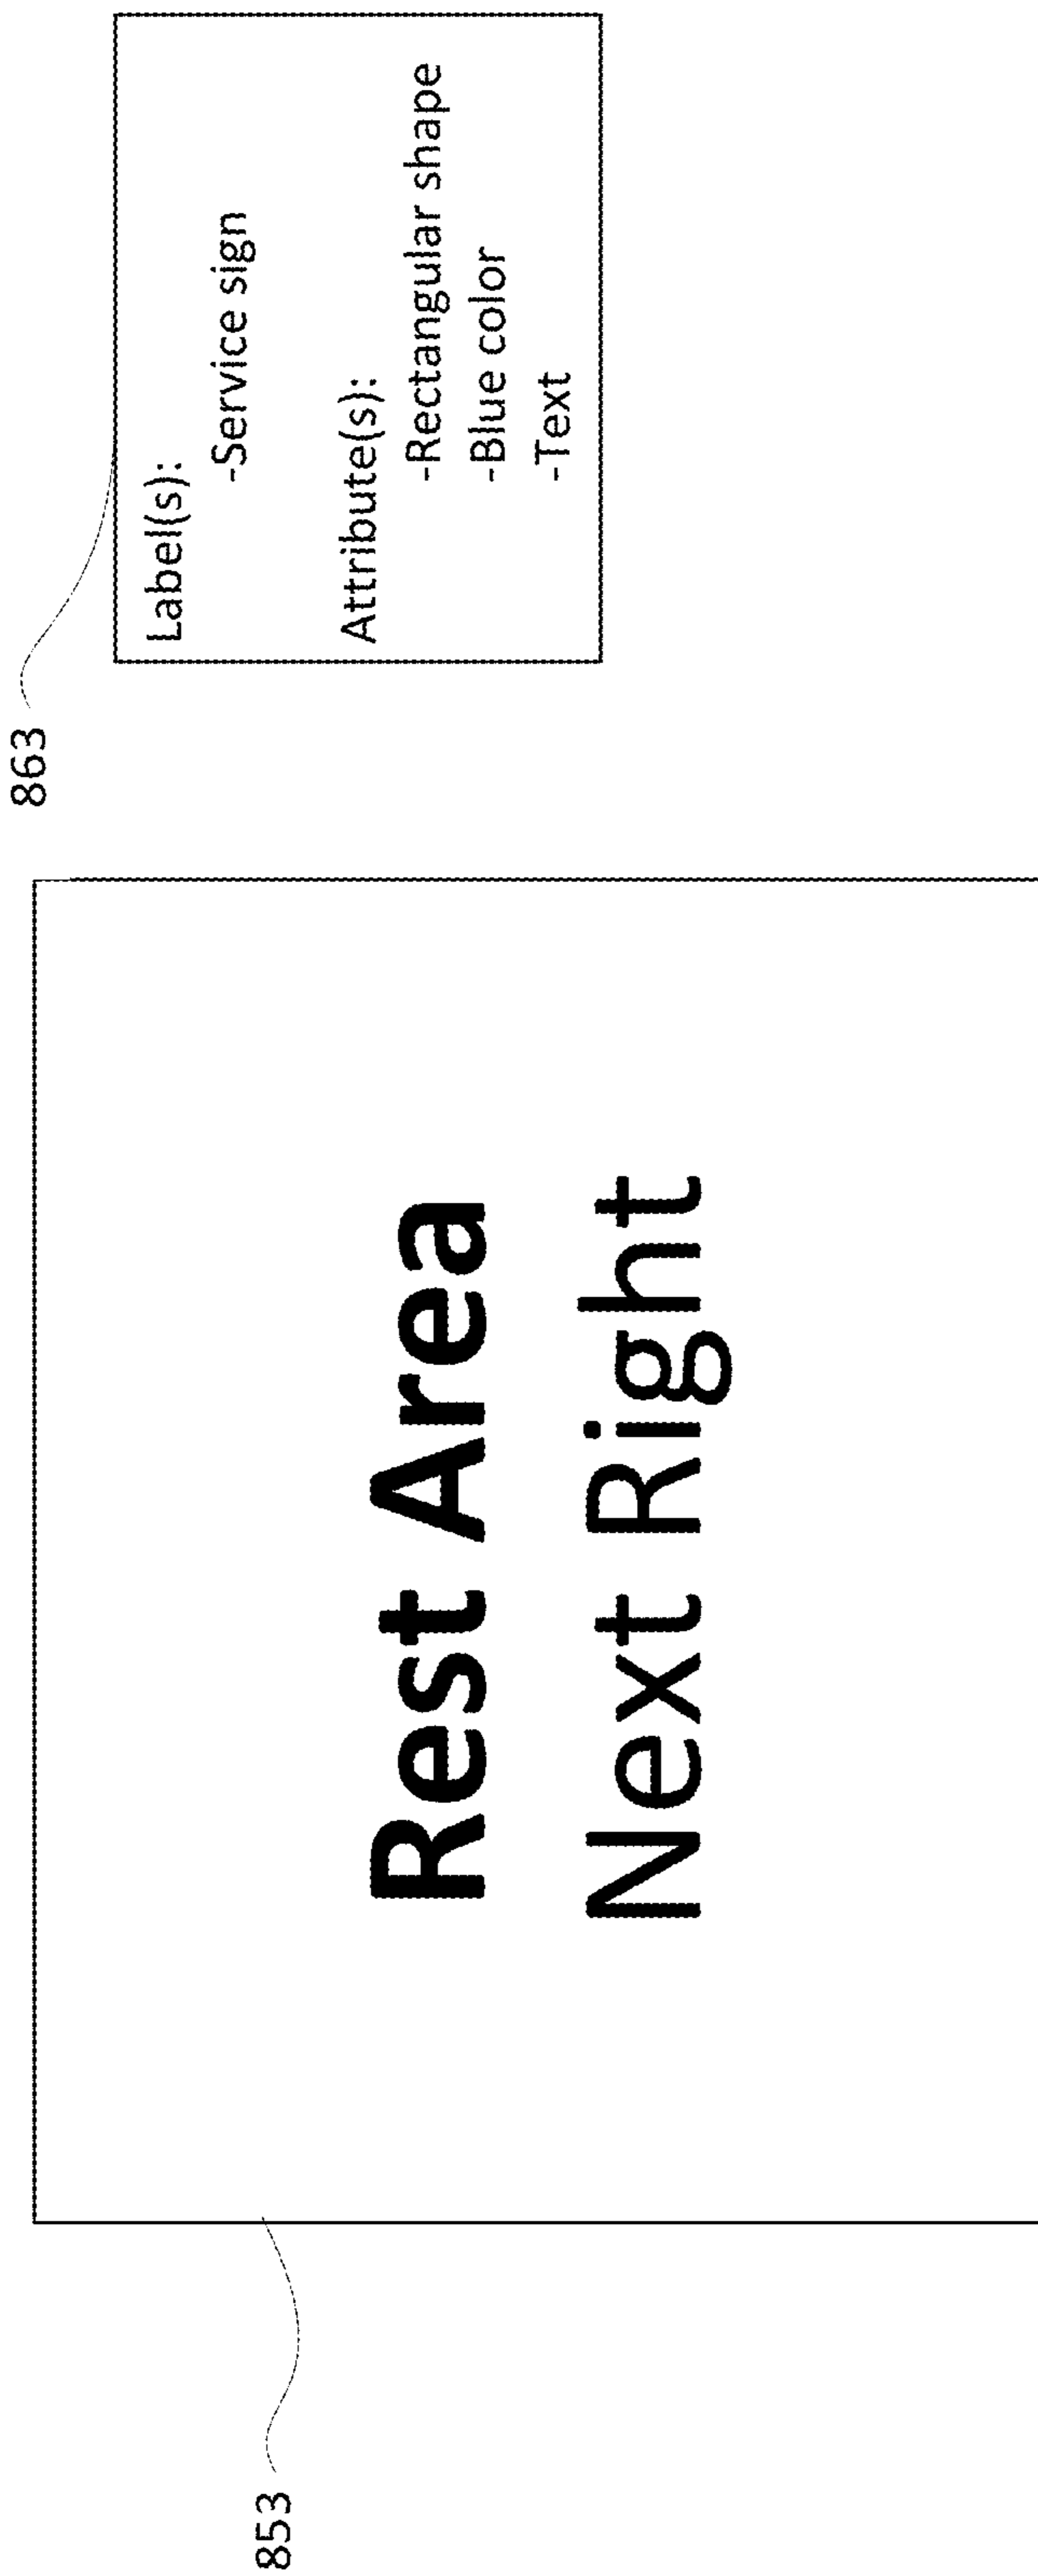 853
Rest Area
Next Right
863
Label(s):
-Service sign
Attribute(s):
-Rectangular shape
-Blue color
-Text